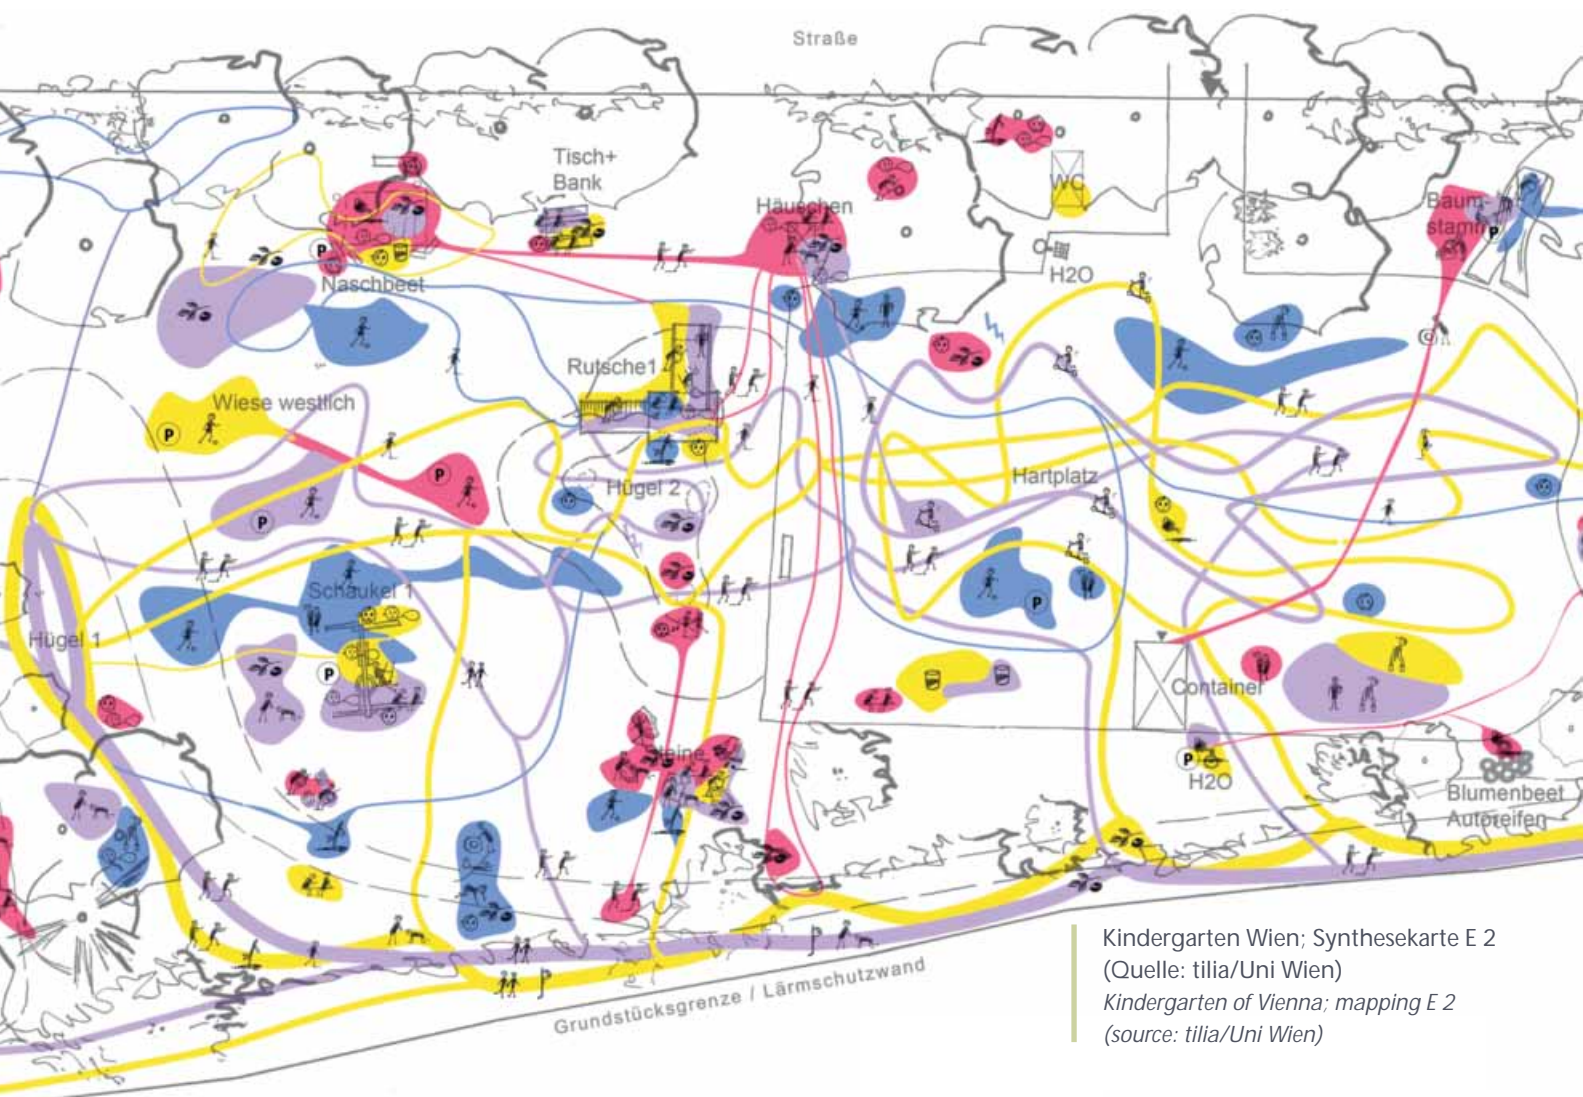 Straße
Tisch+
Bank
WC
Häuschen
Baum-
stamm
P
P
H2O
Naschbeet
Rutsche1
Wiese westlich
P
P
Hartplatz
Hügel 2
P
Schaukel 1
P
Hügel 1
P
Container
Steine
P
H2O
Blumenbeet
Autoreifen
Grundstücksgrenze / Lärmschutzwand
Kindergarten Wien; Synthesekarte E 2
(Quelle: tilia/Uni Wien)
Kindergarten of Vienna; mapping E 2
(source: tilia/Uni Wien)